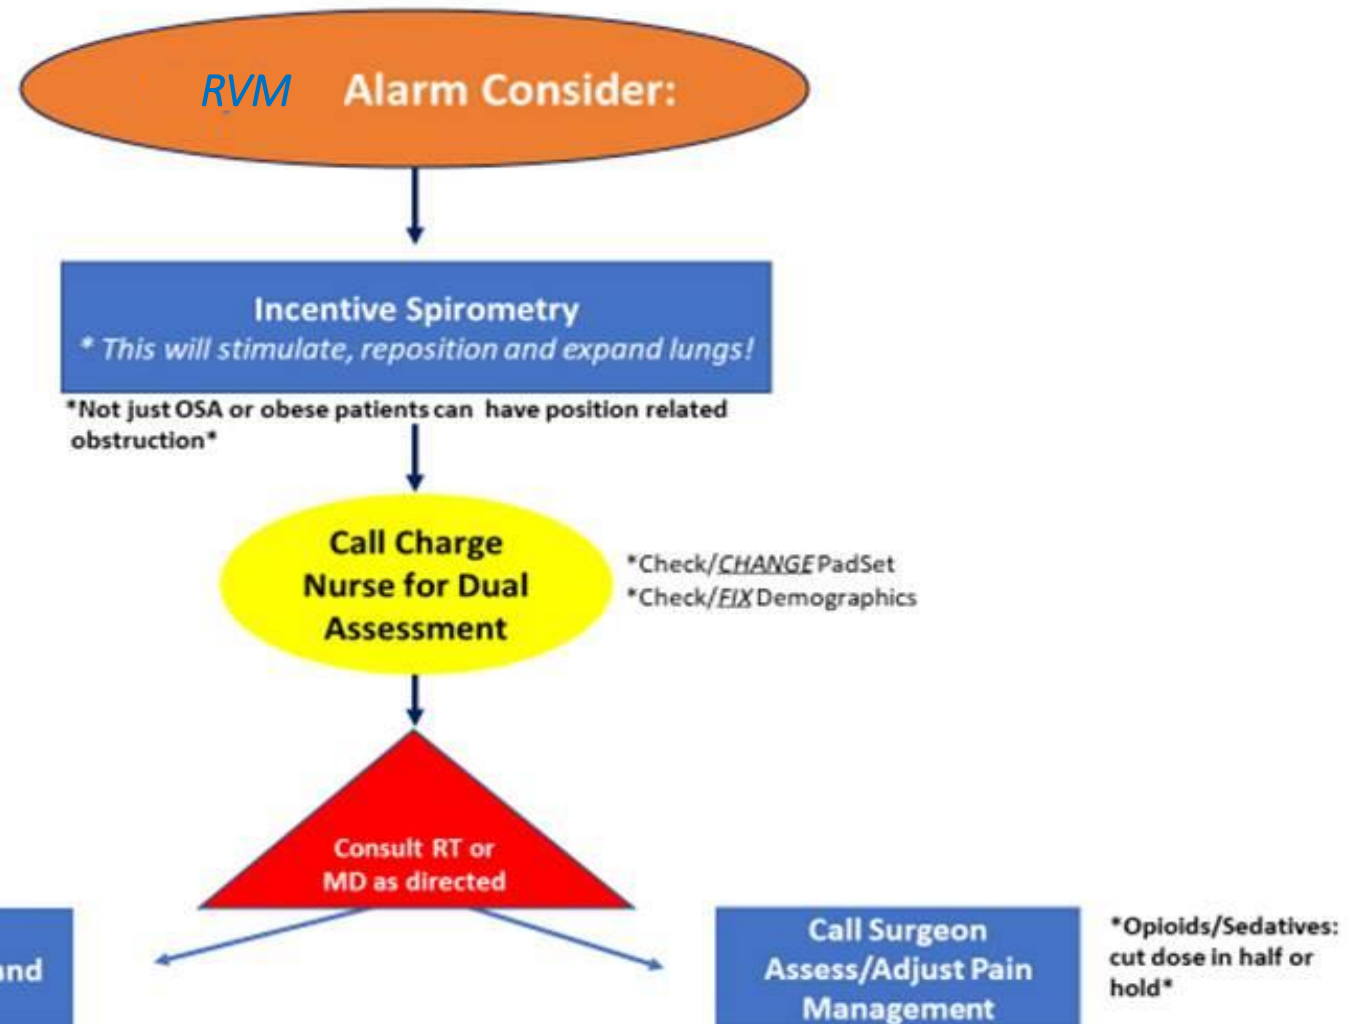 RVM Alarm Consider:
Incentive Spirometry
* This will stimulate, reposition and expand lungs!
*Not just OSA or obese patients can have position related
obstruction*
Call Charge
Nurse for Dual
Assessment
*Check/CHANGE PadSet
*Check/FIX Demographics
Consult RT or
MD as directed
Call Surgeon
Assess/Adjust Pain
Management
*Opioids/Sedatives:
cut dose in half or
hold*